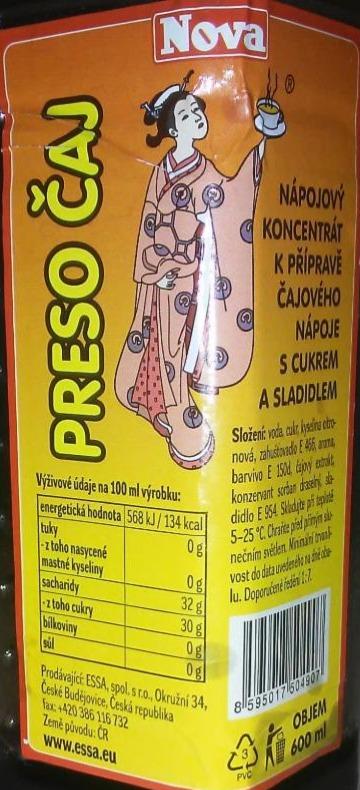 Nova
®
PRESO ČAJ
NÁPOJOVÝ
KONCENTRÁT
K PŘÍPRAVĚ
ČAJOVÉHO
NÁPOJE
S CUKREM
A SLADIDLEM
Složení: voda, cukr, kyselina citro-
nová, zahušťovadlo E 466, aroma,
barvivo E 150d, čajový extrakt,
konzervant sorban draselný, sla-
didlo E 954. Skladujte při teplotě
5–25 °C. Chraňte před přímým slu-
nečním světlem. Minimální trvanli-
vost do data uvedeného na dně oba-
lu. Doporučené ředění 1:7.
Výživové údaje na 100 ml výrobku:
energetická hodnota 568 kJ / 134 kcal
tuky 0 g
-z toho nasycené
mastné kyseliny 0 g
sacharidy 32 g
-z toho cukry 30 g
bílkoviny 0 g
sůl 0 g
Prodávající: ESSA, spol. s r.o., Okružní 34,
České Budějovice, Česká republika
fax: +420 386 116 732
Země původu: ČR
www.essa.eu
8 595017 604907
3
PVC
OBJEM
600 ml